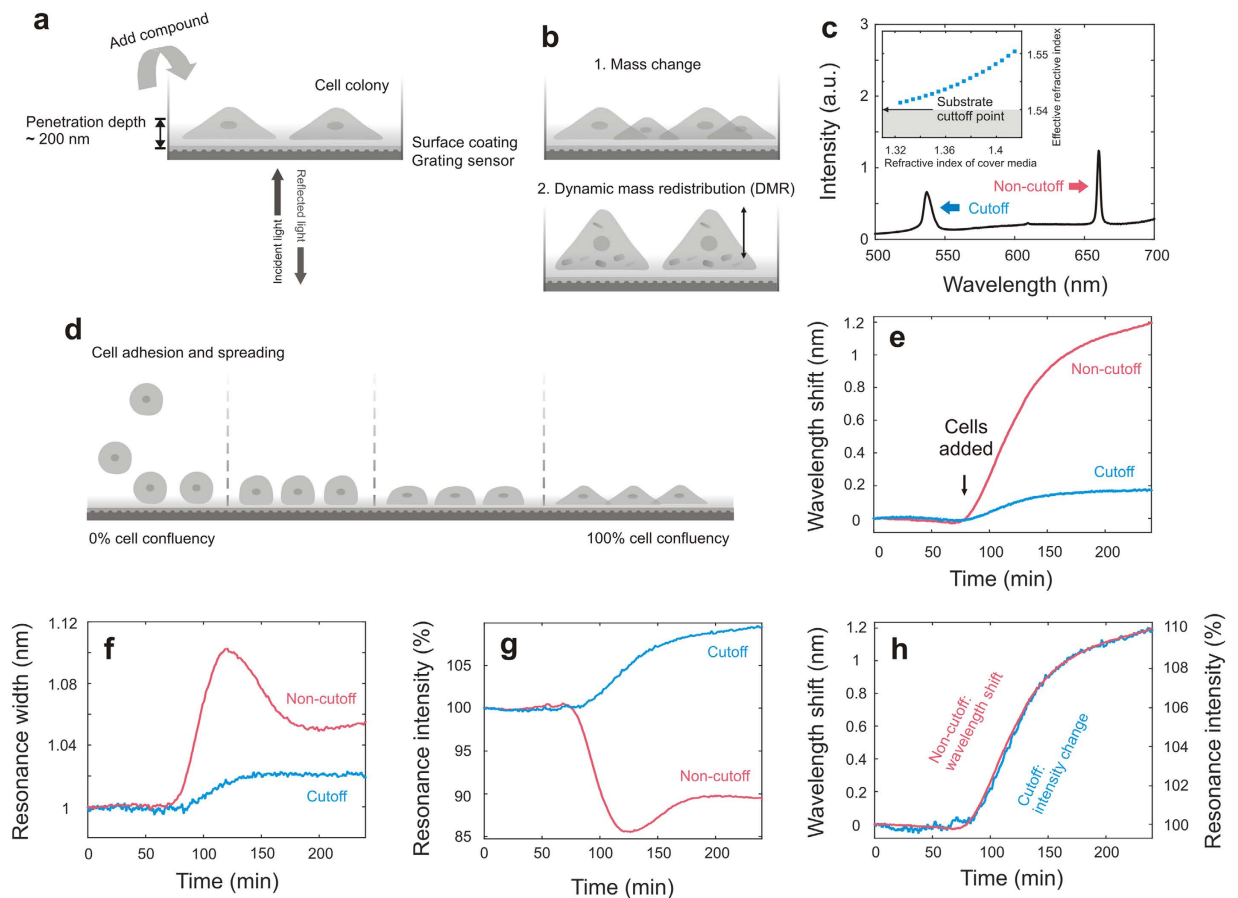 a
Add compound
Cell colony
Penetration depth
~ 200 nm
Surface coating
Grating sensor
Incident light
Reflected light
b
1. Mass change
2. Dynamic mass redistribution (DMR)
c
Intensity (a.u.)
3
2
1
0
500
550
600
650
700
Wavelength (nm)
Non-cutoff
Cutoff
Substrate
cutoff point
1.55
1.54
Effective refractive index
1.32
1.36
1.4
Refractive index of cover media
d
Cell adhesion and spreading
0% cell confluency
100% cell confluency
e
Wavelength shift (nm)
1.2
1
0.8
0.6
0.4
0.2
0
Non-cutoff
Cells
added
Cutoff
0
50
100
150
200
Time (min)
f
Resonance width (nm)
1.12
1.08
1.04
1
Non-cutoff
Cutoff
0
50
100
150
200
Time (min)
g
Resonance intensity (%)
105
100
95
90
85
Cutoff
Non-cutoff
0
50
100
150
200
Time (min)
h
Wavelength shift (nm)
1.2
1
0.8
0.6
0.4
0.2
0
Non-cutoff:
wavelength shift
Cutoff:
intensity change
110
108
106
104
102
100
Resonance intensity (%)
0
50
100
150
200
Time (min)